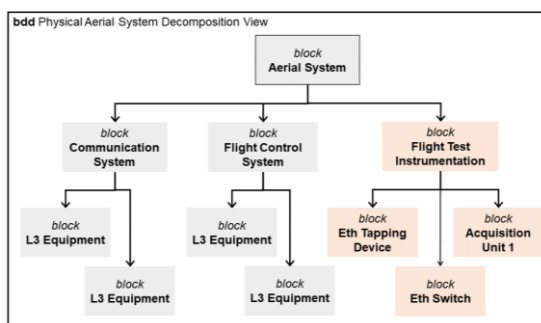 bdd Physical Aerial System Decomposition View
block
Aerial System
block
Communication
System
block
Flight Control
System
block
Flight Test
Instrumentation
block
L3 Equipment
block
L3 Equipment
block
L3 Equipment
block
L3 Equipment
block
Eth Tapping
Device
block
Acquisition
Unit 1
block
Eth Switch